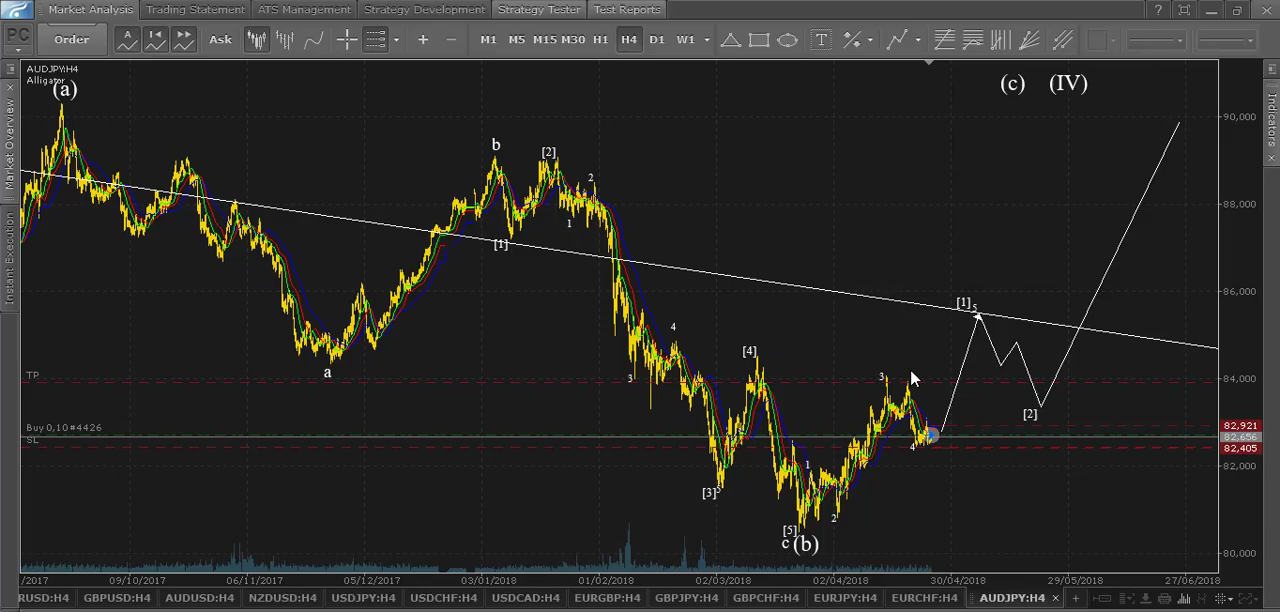 Market Analysis Trading Statement ATS Management Strategy Development Strategy Tester Test Reports ?
PC Order Ask M1 M5 M15 M30 H1 H4 D1 W1 T
AUDJPY:H4
Alligator
(a)
(c) (IV)
90,000
b
[2]
2
1
88,000
[1]
86,000
[1] 5
4
[4]
a
3
3
TP
84,000
[2]
Buy 0,10 #4426
82,921
82,656
SL
4
82,405
1
82,000
[3] 5
2
[5]
c (b)
80,000
/2017 09/10/2017 06/11/2017 05/12/2017 03/01/2018 01/02/2018 02/03/2018 02/04/2018 30/04/2018 29/05/2018 27/06/2018
RUSD:H4 GBPUSD:H4 AUDUSD:H4 NZDUSD:H4 USDJPY:H4 USDCHF:H4 USDCAD:H4 EURGBP:H4 GBPJPY:H4 GBPCHF:H4 EURJPY:H4 EURCHF:H4 AUDJPY:H4
Market Overview
Instant Execution
Indicators